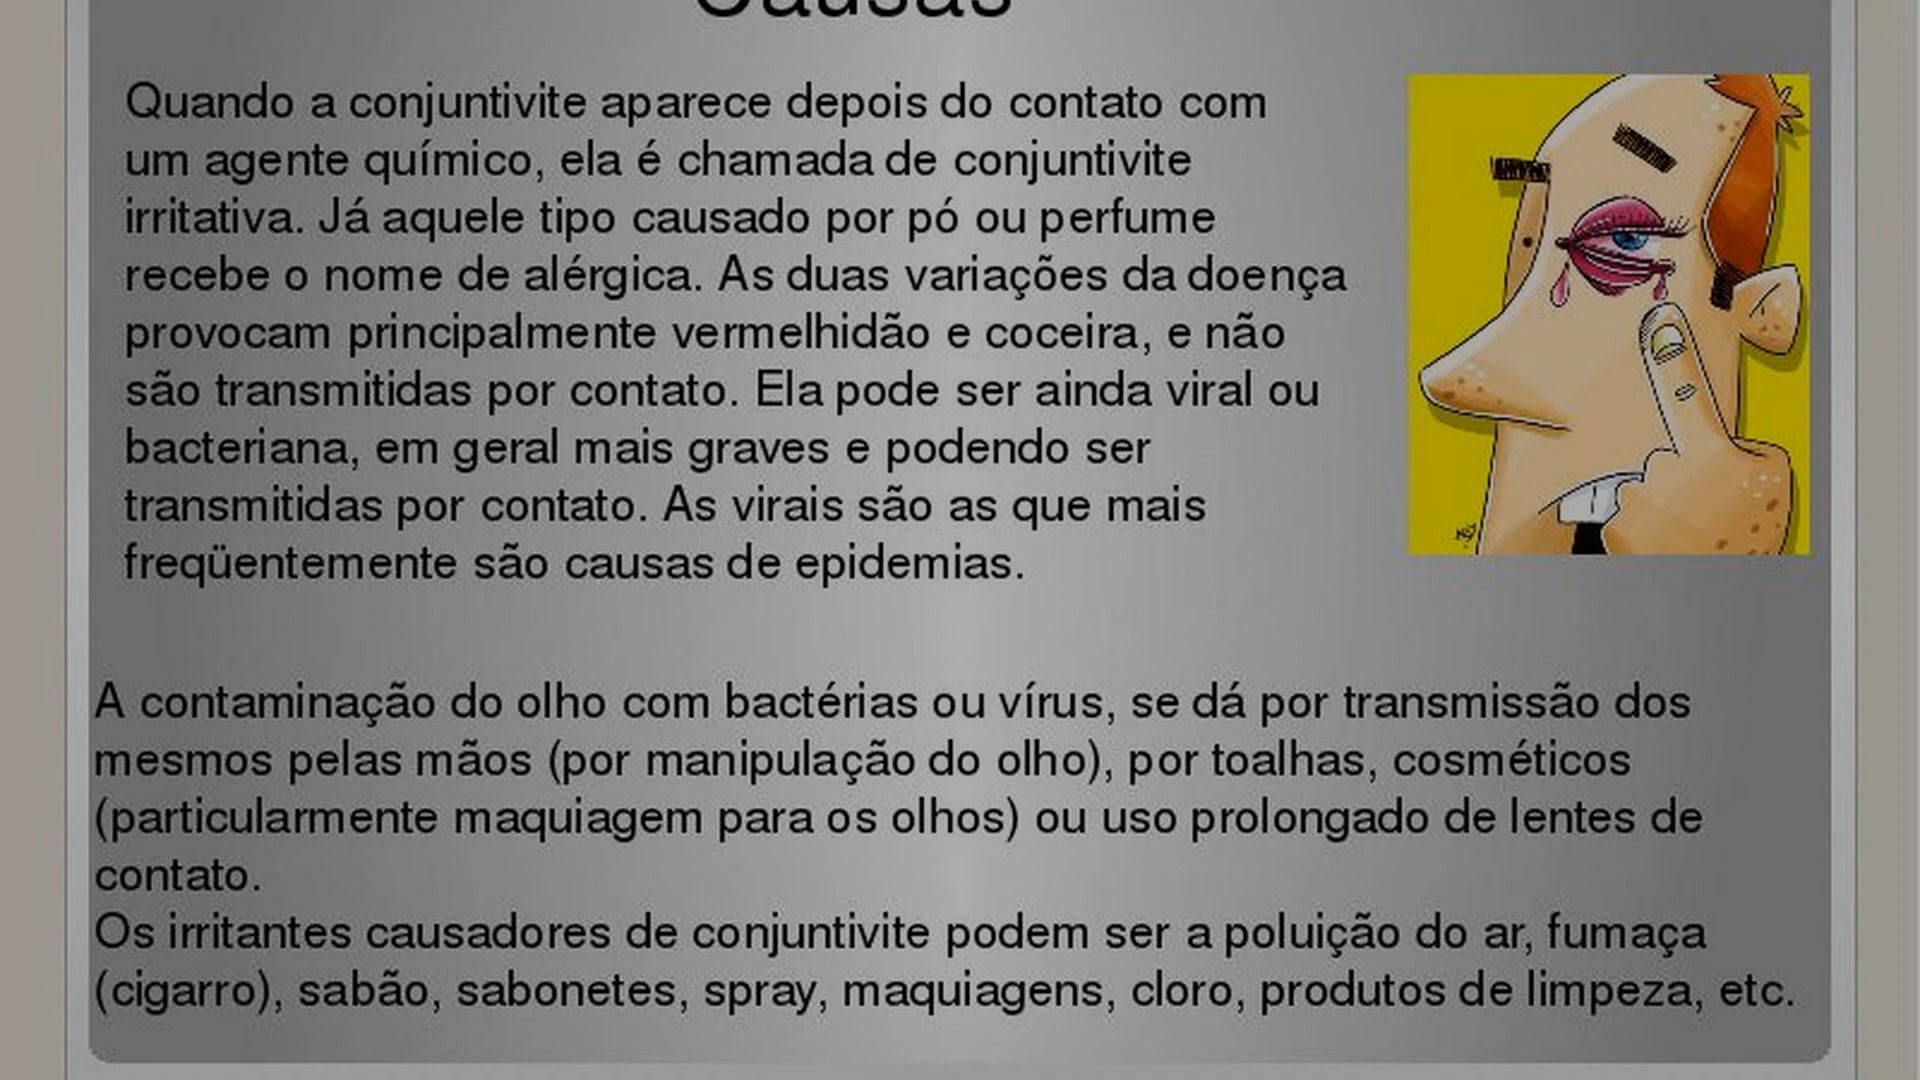 Causas
Quando a conjuntivite aparece depois do contato com
um agente químico, ela é chamada de conjuntivite
irritativa. Já aquele tipo causado por pó ou perfume
recebe o nome de alérgica. As duas variações da doença
provocam principalmente vermelhidão e coceira, e não
são transmitidas por contato. Ela pode ser ainda viral ou
bacteriana, em geral mais graves e podendo ser
transmitidas por contato. As virais são as que mais
freqüentemente são causas de epidemias.
A contaminação do olho com bactérias ou vírus, se dá por transmissão dos
mesmos pelas mãos (por manipulação do olho), por toalhas, cosméticos
(particularmente maquiagem para os olhos) ou uso prolongado de lentes de
contato.
Os irritantes causadores de conjuntivite podem ser a poluição do ar, fumaça
(cigarro), sabão, sabonetes, spray, maquiagens, cloro, produtos de limpeza, etc.